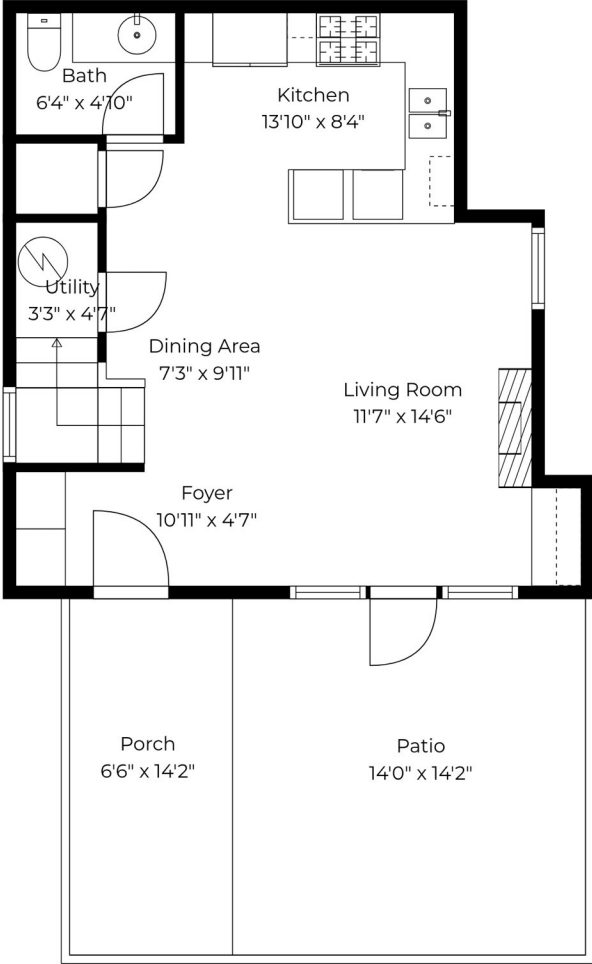 Bath
6'4" x 4'10"
Kitchen
13'10" x 8'4"
Utility
3'3" x 4'7"
Dining Area
7'3" x 9'11"
Living Room
11'7" x 14'6"
Foyer
10'11" x 4'7"
Porch
6'6" x 14'2"
Patio
14'0" x 14'2"